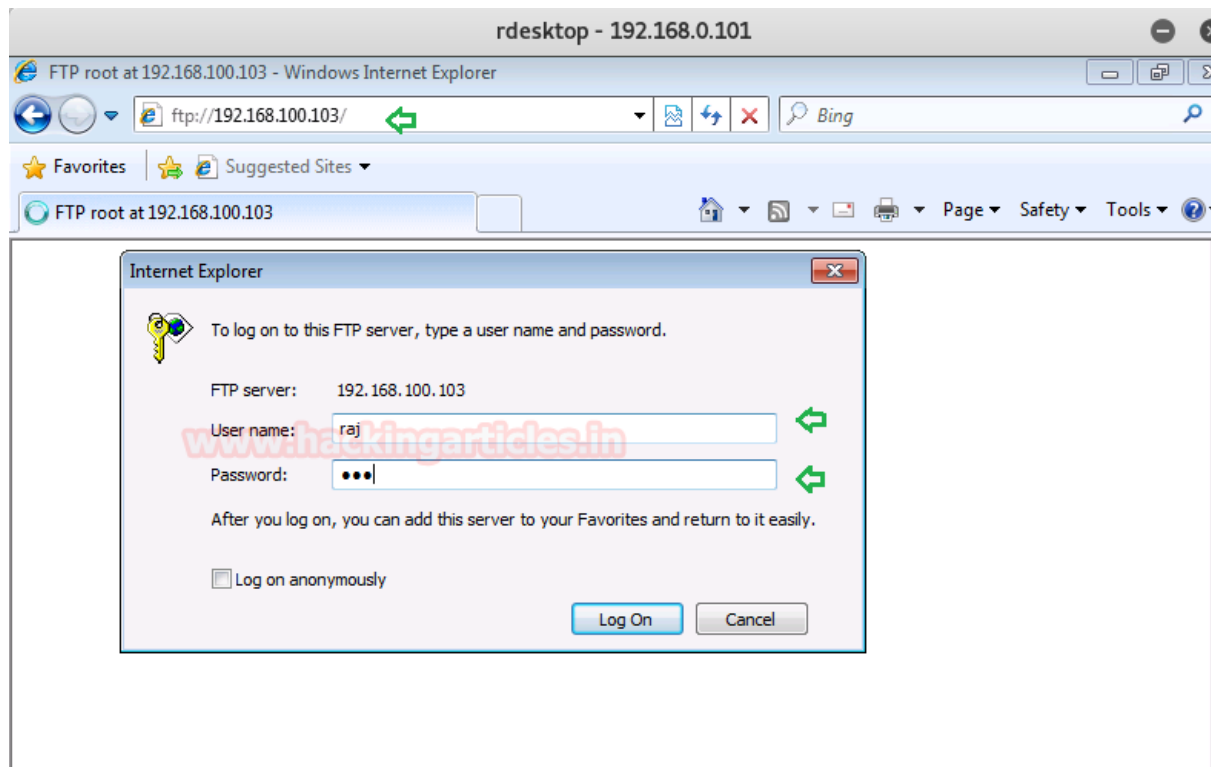 rdesktop - 192.168.0.101
FTP root at 192.168.100.103 - Windows Internet Explorer
ftp://192.168.100.103/
Bing
Favorites
Suggested Sites
FTP root at 192.168.100.103
Page
Safety
Tools
Internet Explorer
To log on to this FTP server, type a user name and password.
FTP server: 192.168.100.103
User name: raj
www.hackingarticles.in
Password: •••
After you log on, you can add this server to your Favorites and return to it easily.
Log on anonymously
Log On
Cancel